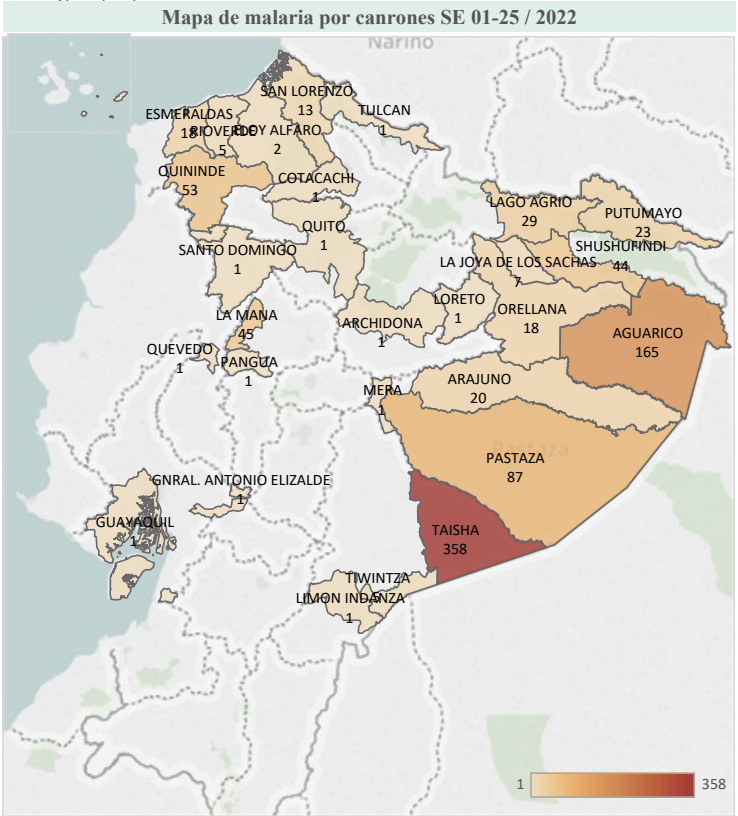 Mapa de malaria por canrones SE 01-25 / 2022
Nariño
SAN LORENZO
13
TULCAN
1
ESMERALDAS
18
RIOVERDE
5
ELOY ALFARO
2
QUININDE
53
COTACACHI
1
LAGO AGRIO
29
PUTUMAYO
23
QUITO
1
SANTO DOMINGO
1
SHUSHUFINDI
44
LA JOYA DE LOS SACHAS
7
LORETO
1
ORELLANA
18
ARCHIDONA
1
LA MANA
45
AGUARICO
165
QUEVEDO
1
PANGUA
1
MERA
1
ARAJUNO
20
Pastaza
PASTAZA
87
GNRAL. ANTONIO ELIZALDE
1
GUAYAQUIL
1
TAISHA
358
TIWINTZA
LIMON INDANZA
1
1
358